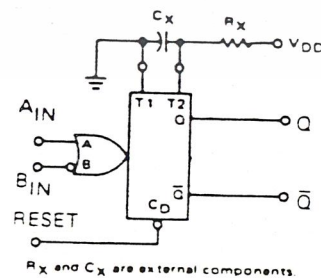 CX
RX
VDD
T1 T2
AIN
A
Q
Q
B
BIN
Q̅
Q̅
CD
RESET
RX and CX are external components.